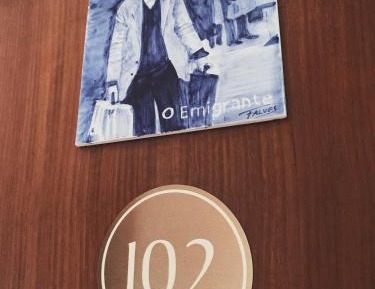 O Emigrante
F ALVES
102